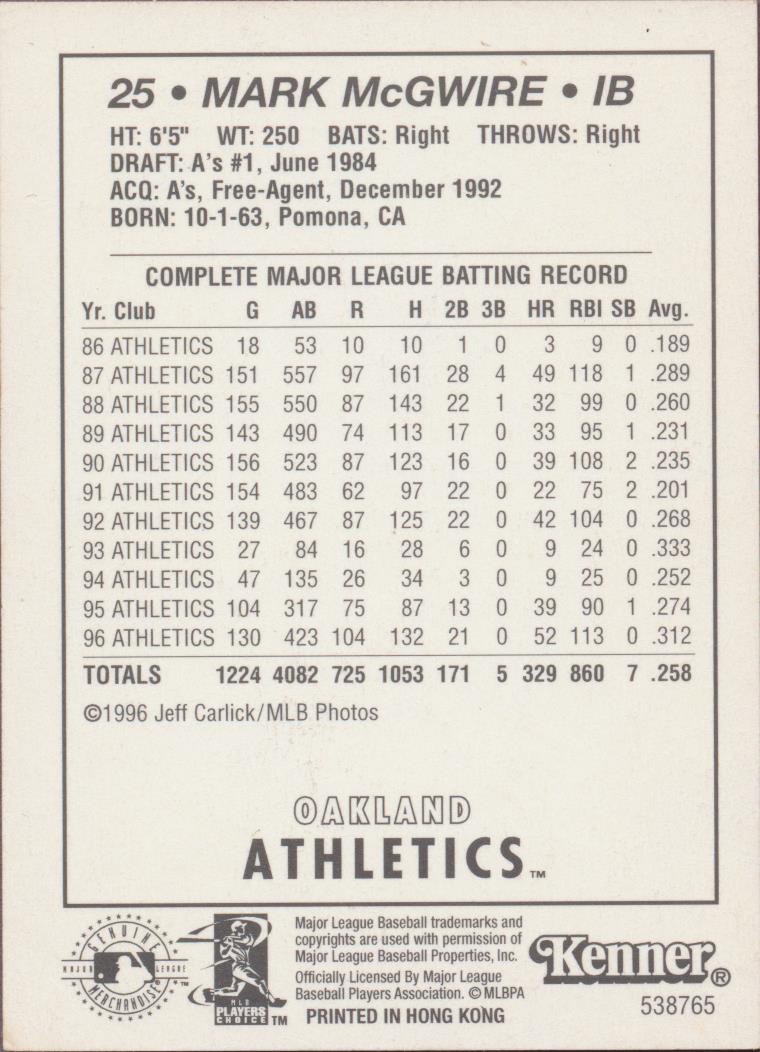 25 • MARK McGWIRE • IB
HT: 6'5" WT: 250 BATS: Right THROWS: Right
DRAFT: A's #1, June 1984
ACQ: A's, Free-Agent, December 1992
BORN: 10-1-63, Pomona, CA
COMPLETE MAJOR LEAGUE BATTING RECORD
Yr. Club G AB R H 2B 3B HR RBI SB Avg.
86 ATHLETICS 18 53 10 10 1 0 3 9 0 .189
87 ATHLETICS 151 557 97 161 28 4 49 118 1 .289
88 ATHLETICS 155 550 87 143 22 1 32 99 0 .260
89 ATHLETICS 143 490 74 113 17 0 33 95 1 .231
90 ATHLETICS 156 523 87 123 16 0 39 108 2 .235
91 ATHLETICS 154 483 62 97 22 0 22 75 2 .201
92 ATHLETICS 139 467 87 125 22 0 42 104 0 .268
93 ATHLETICS 27 84 16 28 6 0 9 24 0 .333
94 ATHLETICS 47 135 26 34 3 0 9 25 0 .252
95 ATHLETICS 104 317 75 87 13 0 39 90 1 .274
96 ATHLETICS 130 423 104 132 21 0 52 113 0 .312
TOTALS 1224 4082 725 1053 171 5 329 860 7 .258
©1996 Jeff Carlick/MLB Photos
OAKLAND
ATHLETICS™
GENUINE
MAJOR LEAGUE
MERCHANDISE™
MLB
PLAYERS
CHOICE™
Major League Baseball trademarks and
copyrights are used with permission of
Major League Baseball Properties, Inc.
Officially Licensed By Major League
Baseball Players Association. © MLBPA
PRINTED IN HONG KONG
Kenner®
538765